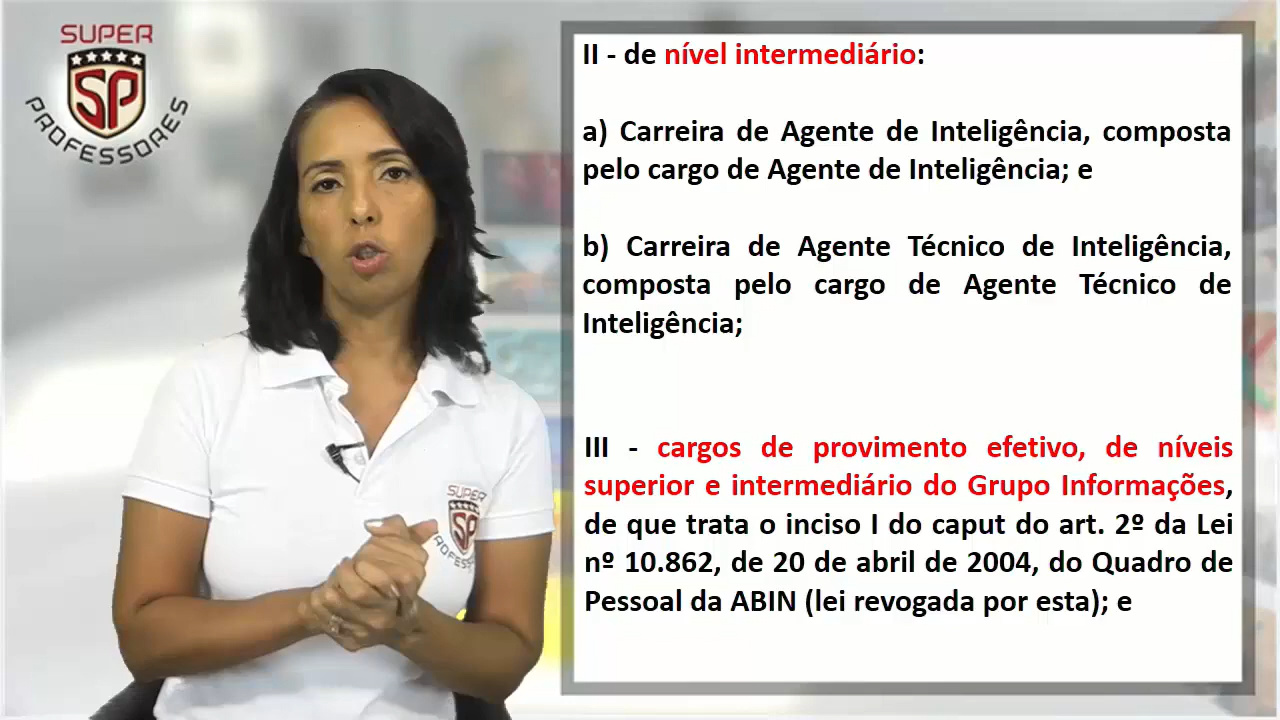 SUPER
SP
PROFESSORES
II - de nível intermediário:
a) Carreira de Agente de Inteligência, composta
pelo cargo de Agente de Inteligência; e
b) Carreira de Agente Técnico de Inteligência,
composta pelo cargo de Agente Técnico de
Inteligência;
III - cargos de provimento efetivo, de níveis
superior e intermediário do Grupo Informações,
de que trata o inciso I do caput do art. 2º da Lei
nº 10.862, de 20 de abril de 2004, do Quadro de
Pessoal da ABIN (lei revogada por esta); e
SUPER
SP
PROFESSORES